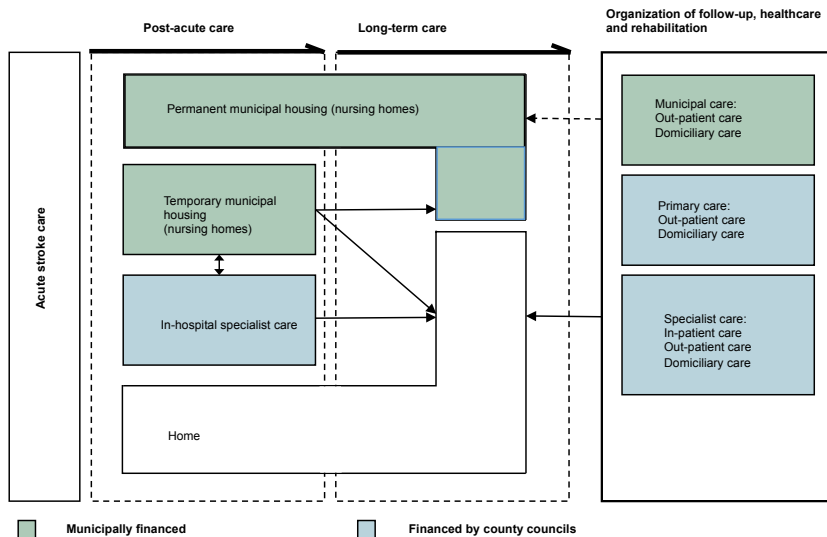 Post-acute care
Long-term care
Organization of follow-up, healthcare
and rehabilitation
Acute stroke care
Permanent municipal housing (nursing homes)
Temporary municipal
housing
(nursing homes)
In-hospital specialist care
Home
Municipal care:
Out-patient care
Domiciliary care
Primary care:
Out-patient care
Domiciliary care
Specialist care:
In-patient care
Out-patient care
Domiciliary care
Municipally financed
Financed by county councils